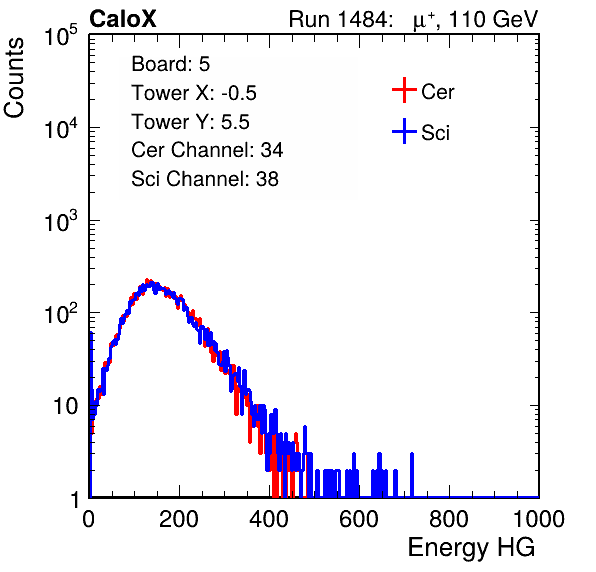 CaloX Run 1484: μ⁺, 110 GeV
Counts
Board: 5
Tower X: -0.5
Tower Y: 5.5
Cer Channel: 34
Sci Channel: 38
Cer
Sci
10⁵
10⁴
10³
10²
10
1
0 200 400 600 800 1000
Energy HG